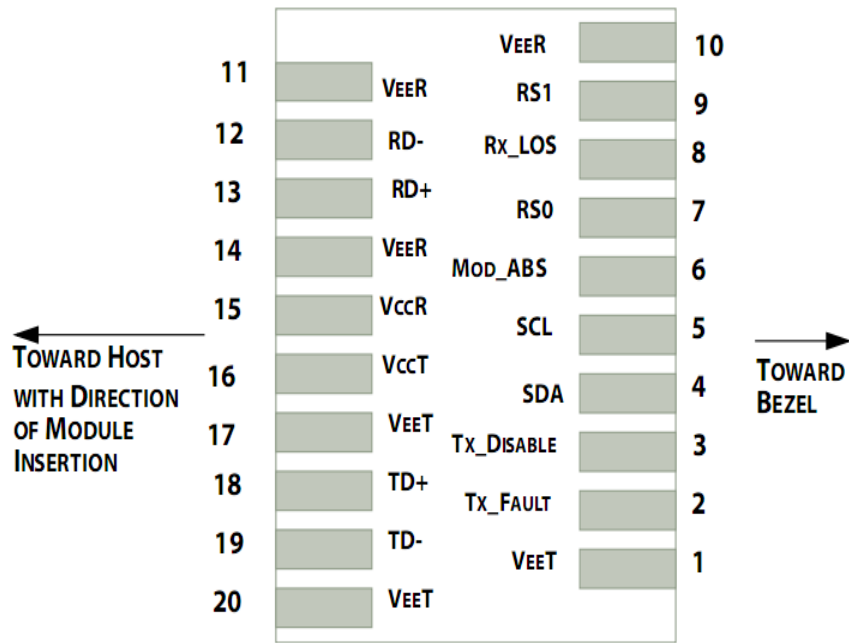 VEER 10
11 VEER
RS1 9
12 RD-
RX_LOS 8
13 RD+
RS0 7
14 VEER
MOD_ABS 6
15 VCCR
SCL 5
TOWARD HOST
WITH DIRECTION
OF MODULE
INSERTION
TOWARD
BEZEL
16 VCCT
SDA 4
17 VEET
TX_DISABLE 3
18 TD+
TX_FAULT 2
19 TD-
VEET 1
20 VEET